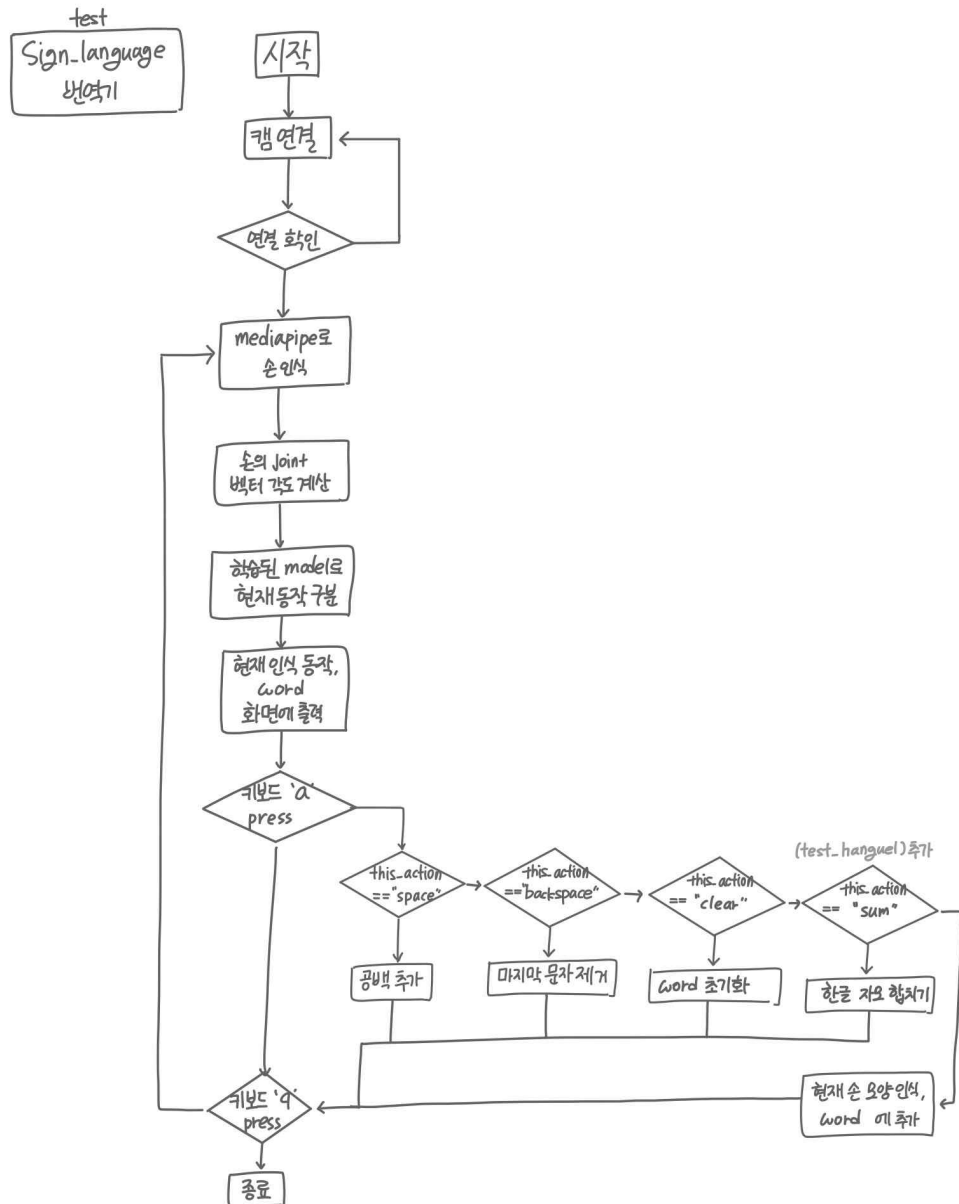 test
Sign_language
번역기
시작
캠 연결
연결 확인
mediapipe로
손 인식
손의 Joint
벡터 각도 계산
학습된 model로
현재 동작 구분
현재 인식 동작,
word
화면에 출력
키보드 'a'
press
this_action
=="space"
this_action
=="backspace"
this_action
== "clear"
(test_hanguel)추가
this_action
== "sum"
공백 추가
마지막 문자 제거
word 초기화
한글 자모 합치기
현재 손 모양 인식,
word 에 추가
키보드 'q'
press
종료